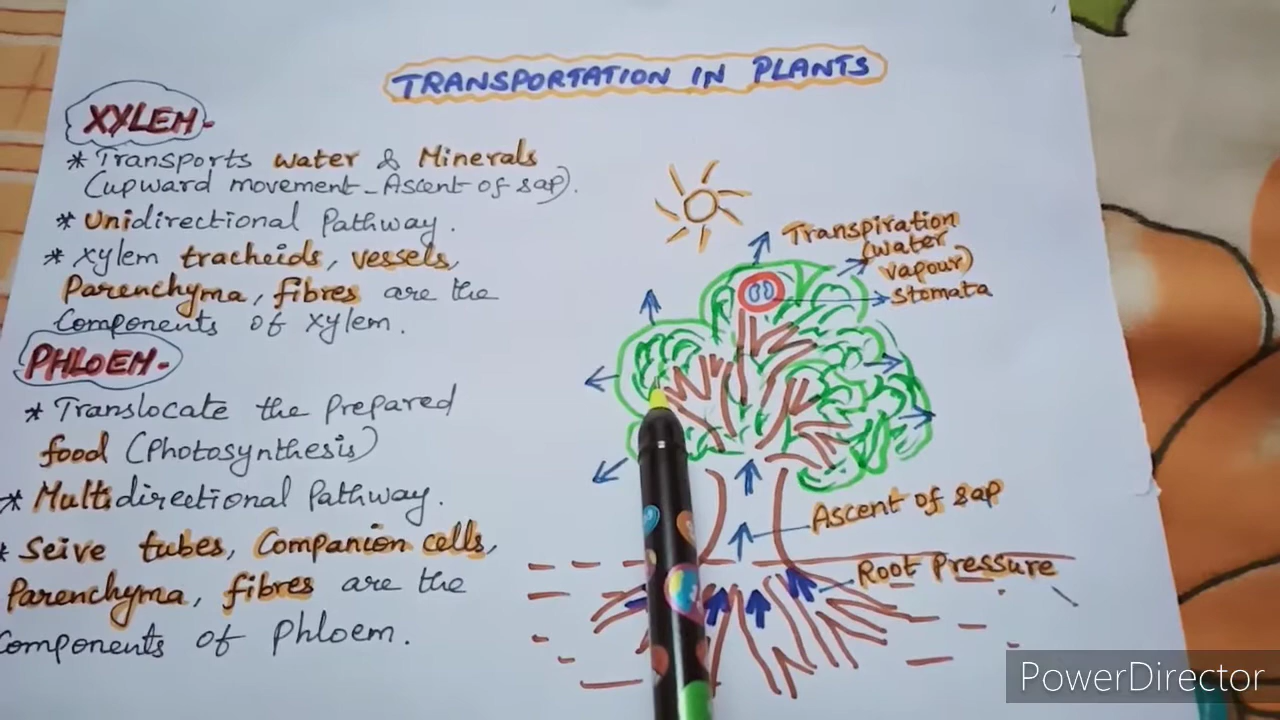 TRANSPORTATION IN PLANTS
XYLEM-
* Transports water & Minerals
(upward movement - Ascent of sap).
* Unidirectional Pathway.
* Xylem tracheids, vessels,
Parenchyma, fibres are the
Components of Xylem.
PHLOEM-
* Translocate the prepared
food (Photosynthesis)
* Multidirectional Pathway.
* Seive tubes, Companion cells,
Parenchyma, fibres are the
Components of Phloem.
Transpiration
(water
vapour)
Stomata
Ascent of sap
Root Pressure
PowerDirector